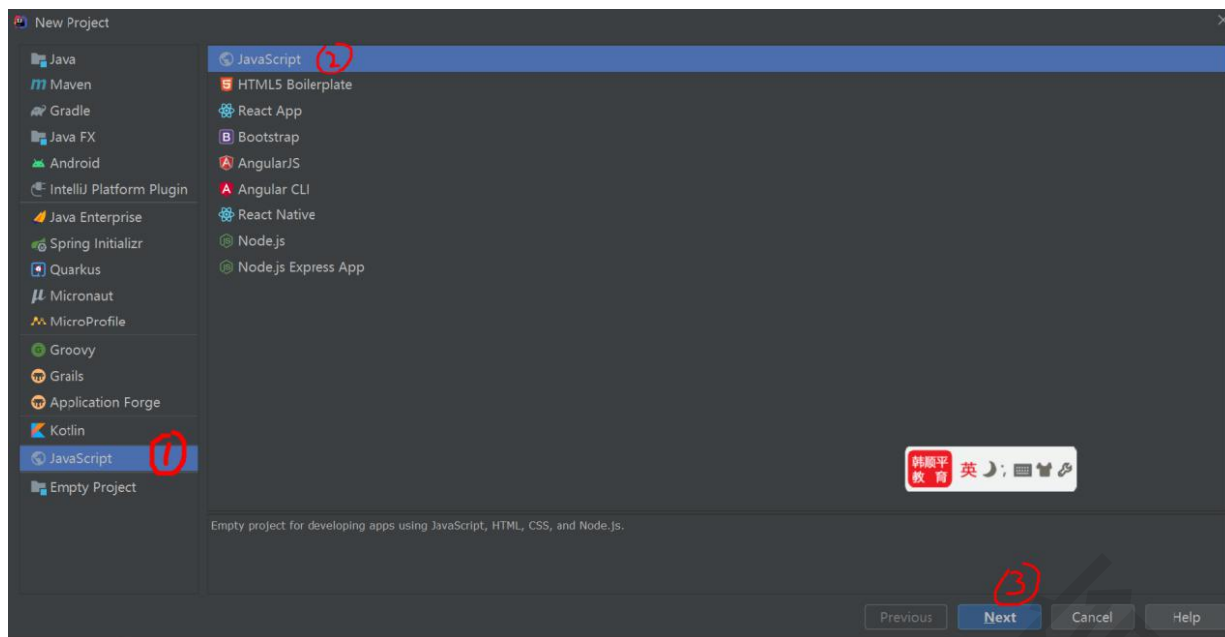 New Project
Java
Maven
Gradle
Java FX
Android
IntelliJ Platform Plugin
Java Enterprise
Spring Initializr
Quarkus
Micronaut
MicroProfile
Groovy
Grails
Application Forge
Kotlin
JavaScript ①
Empty Project
JavaScript ②
HTML5 Boilerplate
React App
Bootstrap
AngularJS
Angular CLI
React Native
Node.js
Node.js Express App
韩顺平
教育
英
Empty project for developing apps using JavaScript, HTML, CSS, and Node.js.
③
Previous Next Cancel Help